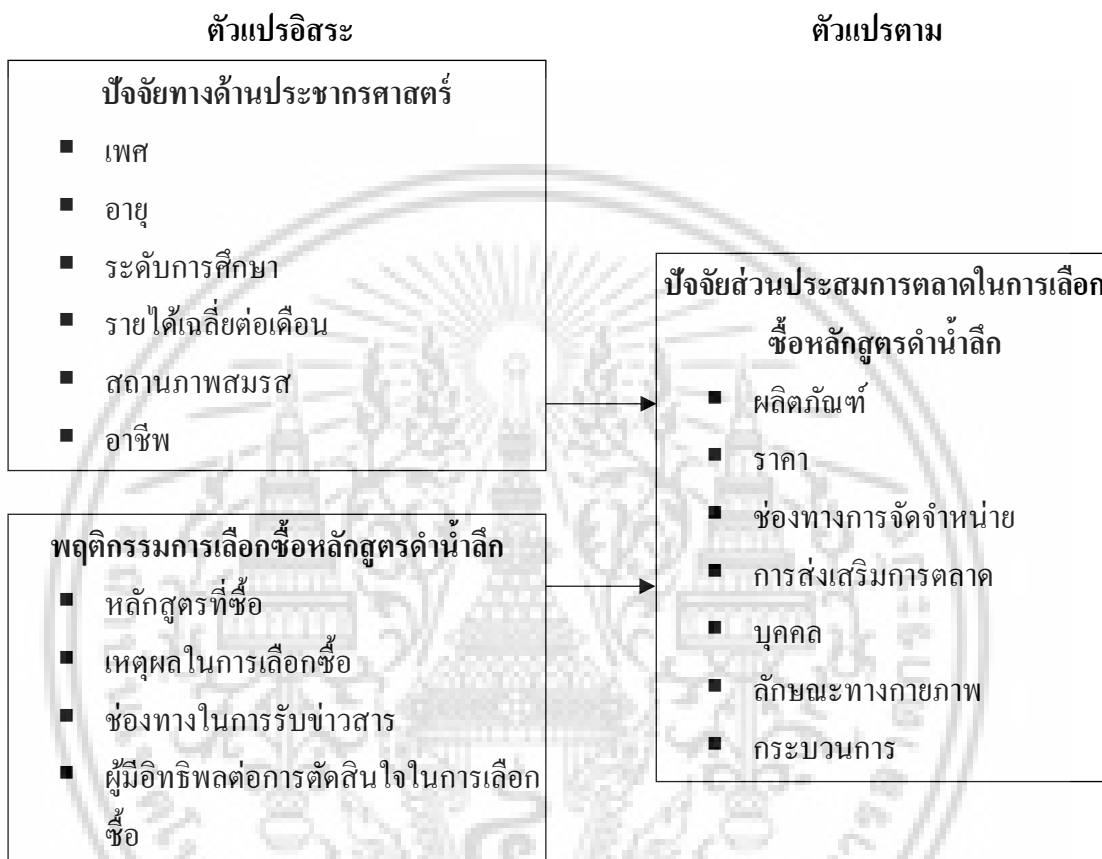 ตัวแปรอิสระ
ตัวแปรตาม
ปัจจัยทางด้านประชากรศาสตร์
■ เพศ
■ อายุ
■ ระดับการศึกษา
■ รายได้เฉลี่ยต่อเดือน
■ สถานภาพสมรส
■ อาชีพ
พฤติกรรมการเลือกซื้อหลักสูตรดำน้ำลึก
■ หลักสูตรที่ซื้อ
■ เหตุผลในการเลือกซื้อ
■ ช่องทางในการรับข่าวสาร
■ ผู้มีอิทธิพลต่อการตัดสินใจในการเลือก
ซื้อ
ปัจจัยส่วนประสมการตลาดในการเลือก
ซื้อหลักสูตรดำน้ำลึก
■ ผลิตภัณฑ์
■ ราคา
■ ช่องทางการจัดจำหน่าย
■ การส่งเสริมการตลาด
■ บุคคล
■ ลักษณะทางกายภาพ
■ กระบวนการ